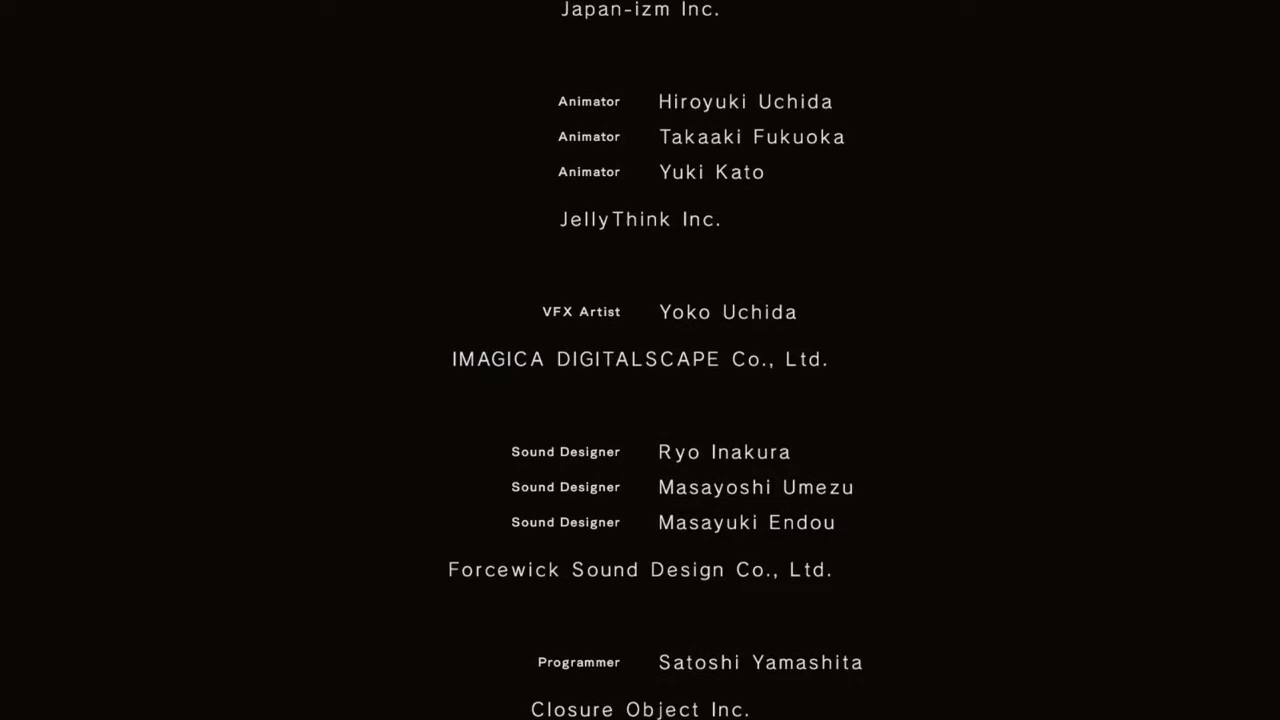 Japan-izm Inc.
Animator Hiroyuki Uchida
Animator Takaaki Fukuoka
Animator Yuki Kato
JellyThink Inc.
VFX Artist Yoko Uchida
IMAGICA DIGITALSCAPE Co., Ltd.
Sound Designer Ryo Inakura
Sound Designer Masayoshi Umezu
Sound Designer Masayuki Endou
Forcewick Sound Design Co., Ltd.
Programmer Satoshi Yamashita
Closure Object Inc.